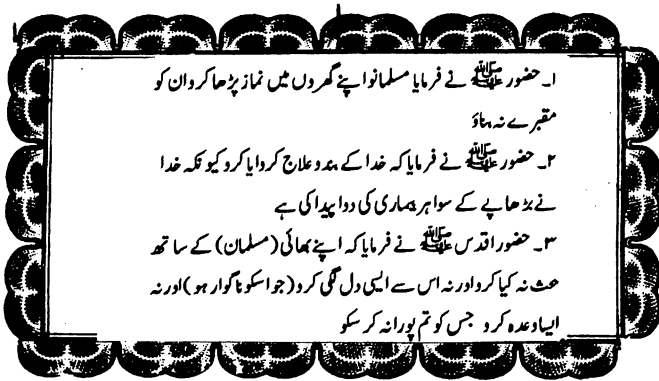 ۱۔ حضور ﷺ نے فرمایا مسلمانو اپنے گھروں میں نماز پڑھا کرو ان کو
مقبرے نہ بناؤ
۲۔ حضور ﷺ نے فرمایا کہ خدا کے بندو علاج کروایا کرو کیونکہ خدا
نے بڑھاپے کے سوا ہر بیماری کی دوا پیدا کی ہے
۳۔ حضور اقدس ﷺ نے فرمایا کہ اپنے بھائی (مسلمان) کے ساتھ
بحث نہ کیا کرو اور نہ اس سے ایسی دل لگی کرو (جو اسکو ناگوار ہو) اور نہ
ایسا وعدہ کرو جس کو تم پورا نہ کر سکو